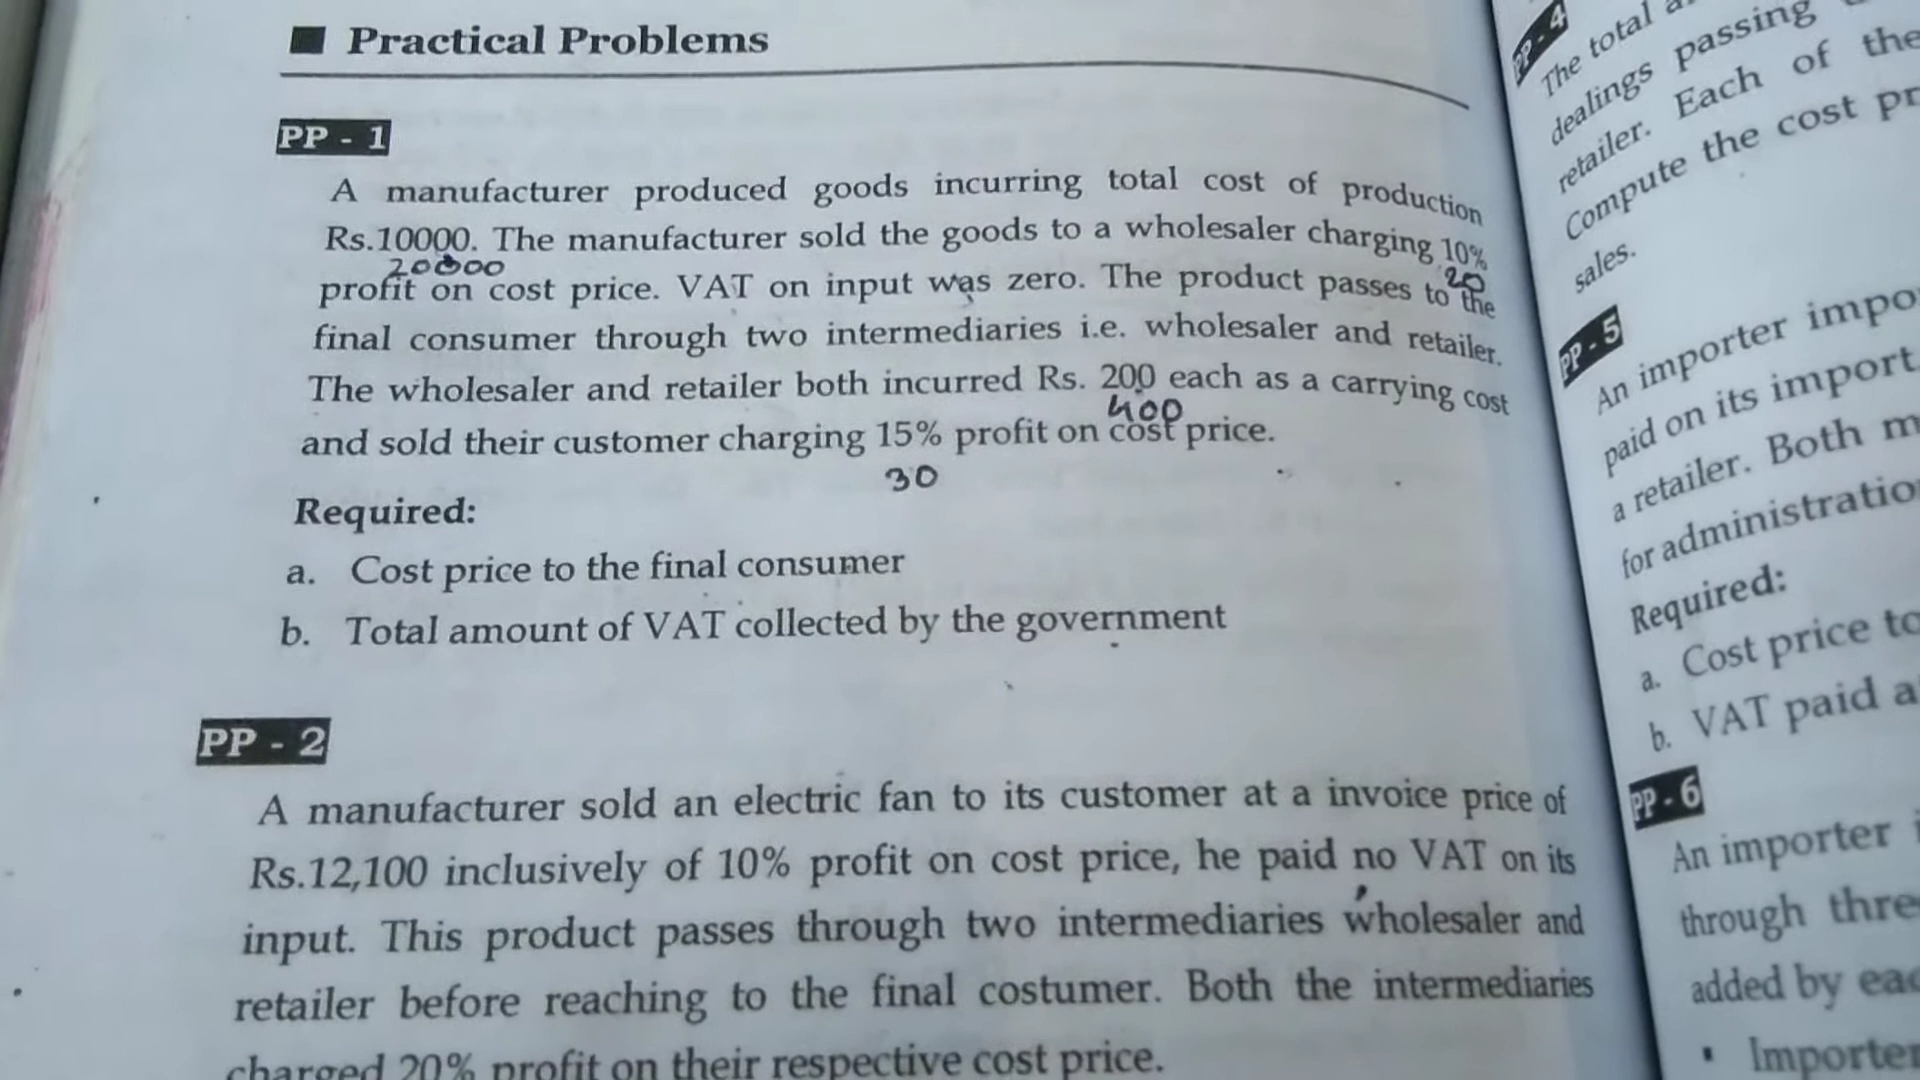 ■ Practical Problems
PP - 1
A manufacturer produced goods incurring total cost of production
Rs.10000. The manufacturer sold the goods to a wholesaler charging 10%
20000
profit on cost price. VAT on input was zero. The product passes to the
20
final consumer through two intermediaries i.e. wholesaler and retailer.
The wholesaler and retailer both incurred Rs. 200 each as a carrying cost
400
and sold their customer charging 15% profit on cost price.
30
Required:
a. Cost price to the final consumer
b. Total amount of VAT collected by the government
PP - 2
A manufacturer sold an electric fan to its customer at a invoice price of
Rs.12,100 inclusively of 10% profit on cost price, he paid no VAT on its
input. This product passes through two intermediaries wholesaler and
retailer before reaching to the final costumer. Both the intermediaries
charged 20% profit on their respective cost price.
PP - 4
The total
dealings passing
retailer. Each of the
Compute the cost
sales.
PP - 5
An importer
paid on its import
a retailer. Both
for
Required:
a. Cost price to
b. VAT paid
PP - 6
An importer
through
added by
▪ Importer